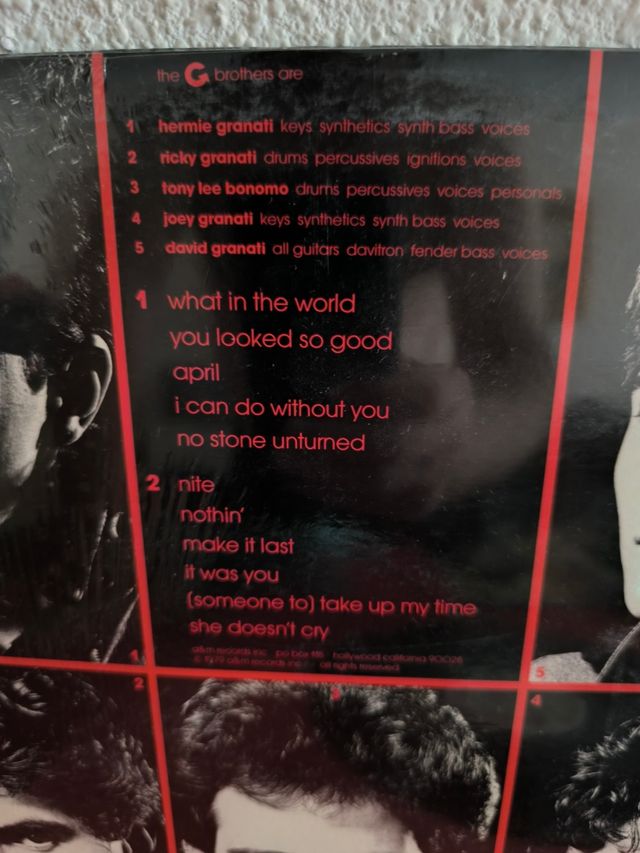 the G brothers are
1 hermie granati keys synthetics synth bass voices
2 ricky granati drums percussives ignitions voices
3 tony lee bonomo drums percussives voices personals
4 joey granati keys synthetics synth bass voices
5 david granati all guitars davitron fender bass voices
1 what in the world
you looked so good
april
i can do without you
no stone unturned
2 nite
nothin'
make it last
it was you
(someone to) take up my time
she doesn't cry
a&m records inc po box 118 hollywood california 90028
© 1979 a&m records inc all rights reserved
1
5
2
3
4